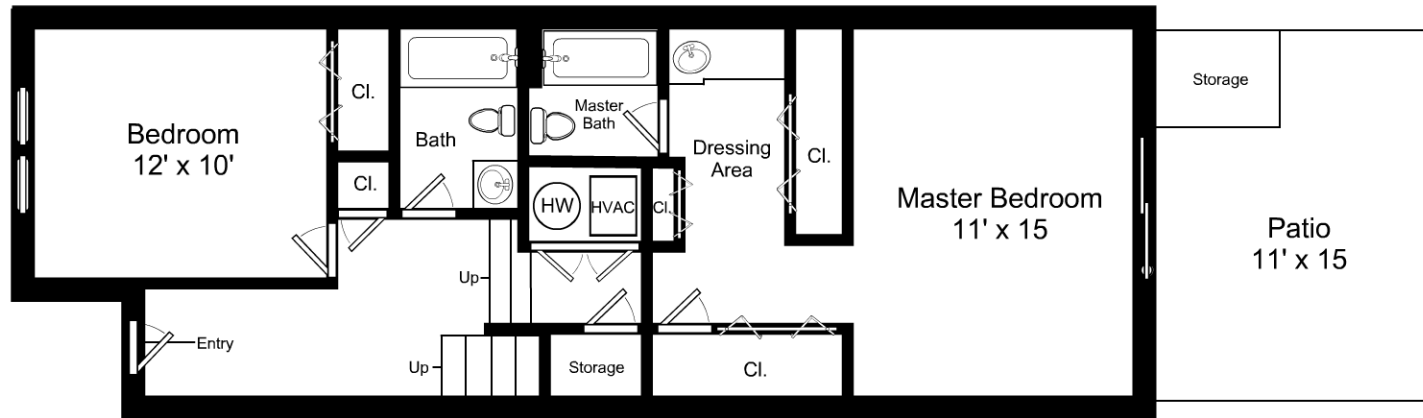 Bedroom
12' x 10'
Cl.
Cl.
Bath
Master
Bath
HW
HVAC
Cl.
Dressing
Area
Cl.
Master Bedroom
11' x 15
Storage
Patio
11' x 15
Up
Entry
Up
Storage
Cl.